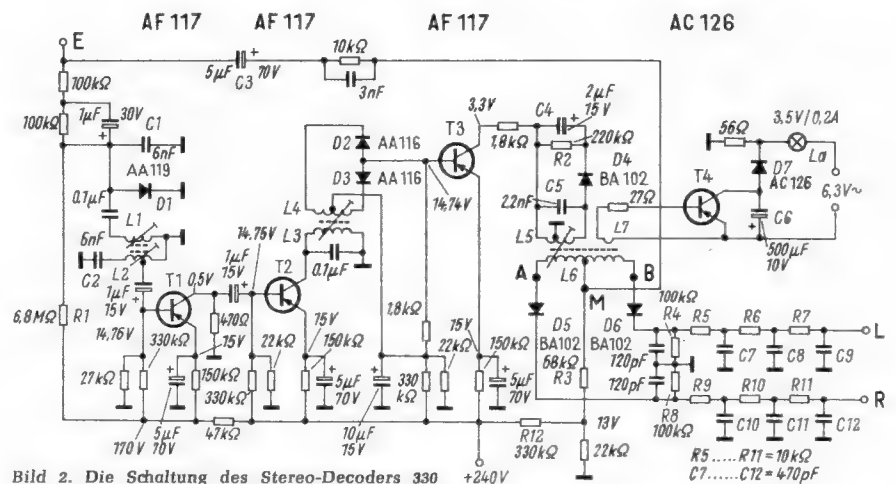 AF 117
AF 117
AF 117
AC 126
E
100kΩ
5µF
+
70V
C3
10kΩ
3nF
1µF
30V
+
100kΩ
C1
6nF
AA119
D1
0,1µF
L1
6nF
C2
L2
1µF
15V
T1
0,5V
14,76V
6,8MΩ
R1
330kΩ
27kΩ
15V
470Ω
150kΩ
330kΩ
22kΩ
170V
5µF
70V
47kΩ
1µF
15V
+
14,75V
T2
D2
AA116
D3
AA116
L4
L3
0,1µF
15V
150kΩ
5µF
70V
10µF
15V
1,8kΩ
330
kΩ
22kΩ
T3
14,74V
3,3V
1,8kΩ
C4
2µF
+
15V
220kΩ
R2
D4
BA102
C5
2,2nF
L5
L6
L7
27Ω
A
M
B
15V
150kΩ
5µF
70V
D5
BA102
D6
BA102
68kΩ
R3
13V
R12
330kΩ
22kΩ
+240V
56Ω
3,5V/0,2A
La
D7
AC126
T4
6,3V~
C6
500µF
10V
100kΩ
R4
120pF
120pF
R8
100kΩ
R5
R6
R7
L
C7
C8
C9
R9
R10
R11
R
C10
C11
C12
R5.....R11=10kΩ
C7......C12=470pF
Bild 2. Die Schaltung des Stereo-Decoders 330